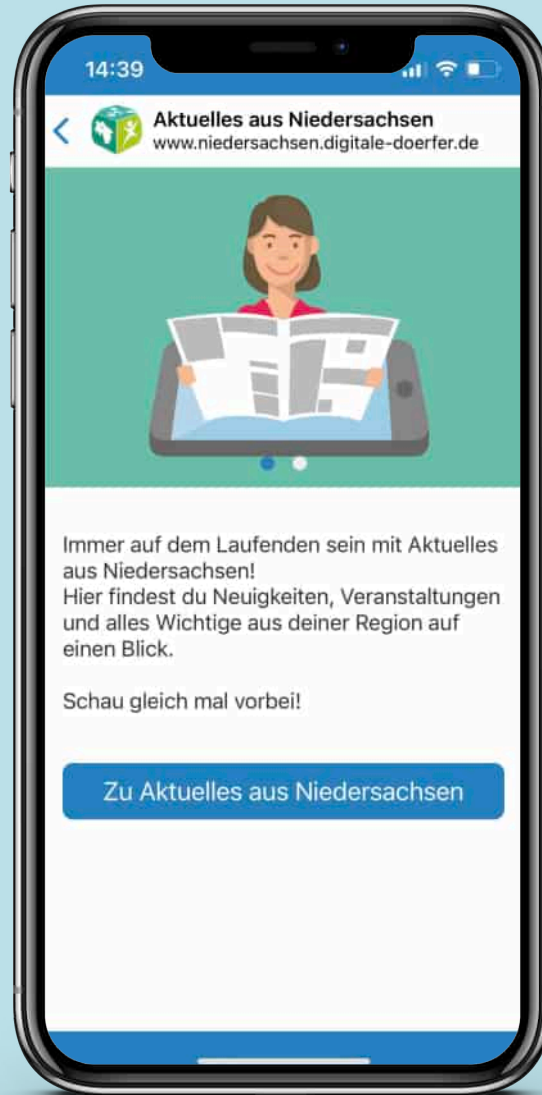 14:39
Aktuelles aus Niedersachsen
www.niedersachsen.digitale-doerfer.de
Immer auf dem Laufenden sein mit Aktuelles
aus Niedersachsen!
Hier findest du Neuigkeiten, Veranstaltungen
und alles Wichtige aus deiner Region auf
einen Blick.
Schau gleich mal vorbei!
Zu Aktuelles aus Niedersachsen